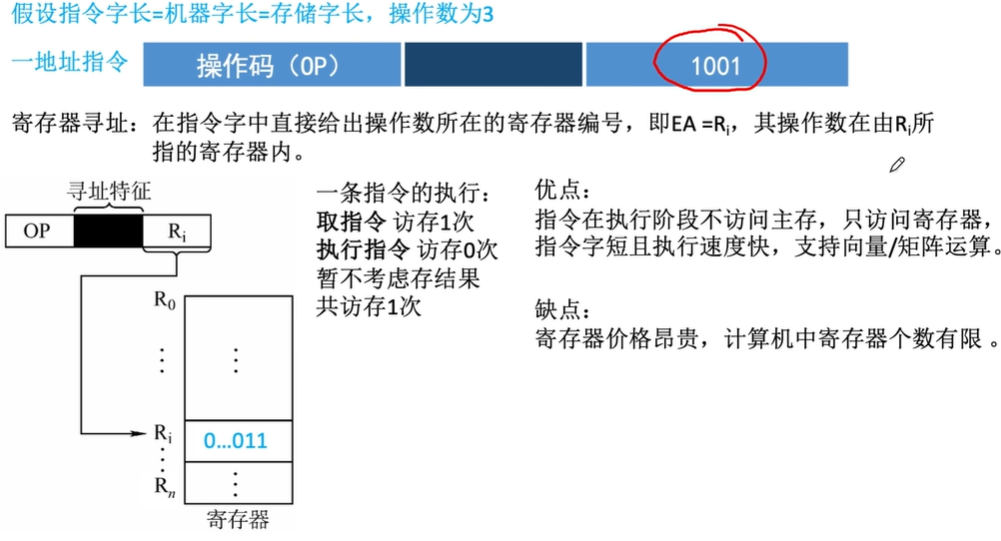 假设指令字长=机器字长=存储字长，操作数为3
一地址指令 操作码（OP） 1001
寄存器寻址：在指令字中直接给出操作数所在的寄存器编号，即EA =Ri，其操作数在由Ri所
指的寄存器内。
寻址特征
OP Ri
R0
⋮ ⋮
Ri 0...011
⋮
Rn ⋮
寄存器
一条指令的执行：
取指令 访存1次
执行指令 访存0次
暂不考虑存结果
共访存1次
优点：
指令在执行阶段不访问主存，只访问寄存器，
指令字短且执行速度快，支持向量/矩阵运算。
缺点：
寄存器价格昂贵，计算机中寄存器个数有限 。